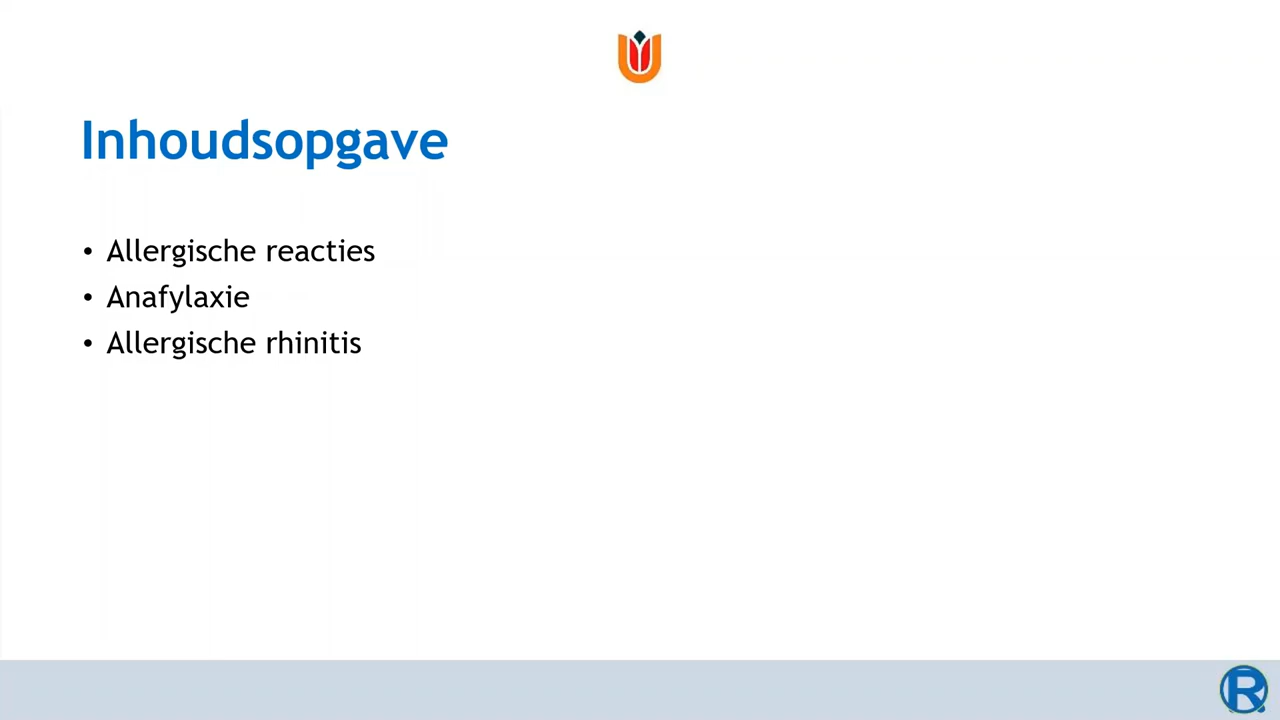 Inhoudsopgave
• Allergische reacties
• Anafylaxie
• Allergische rhinitis
R